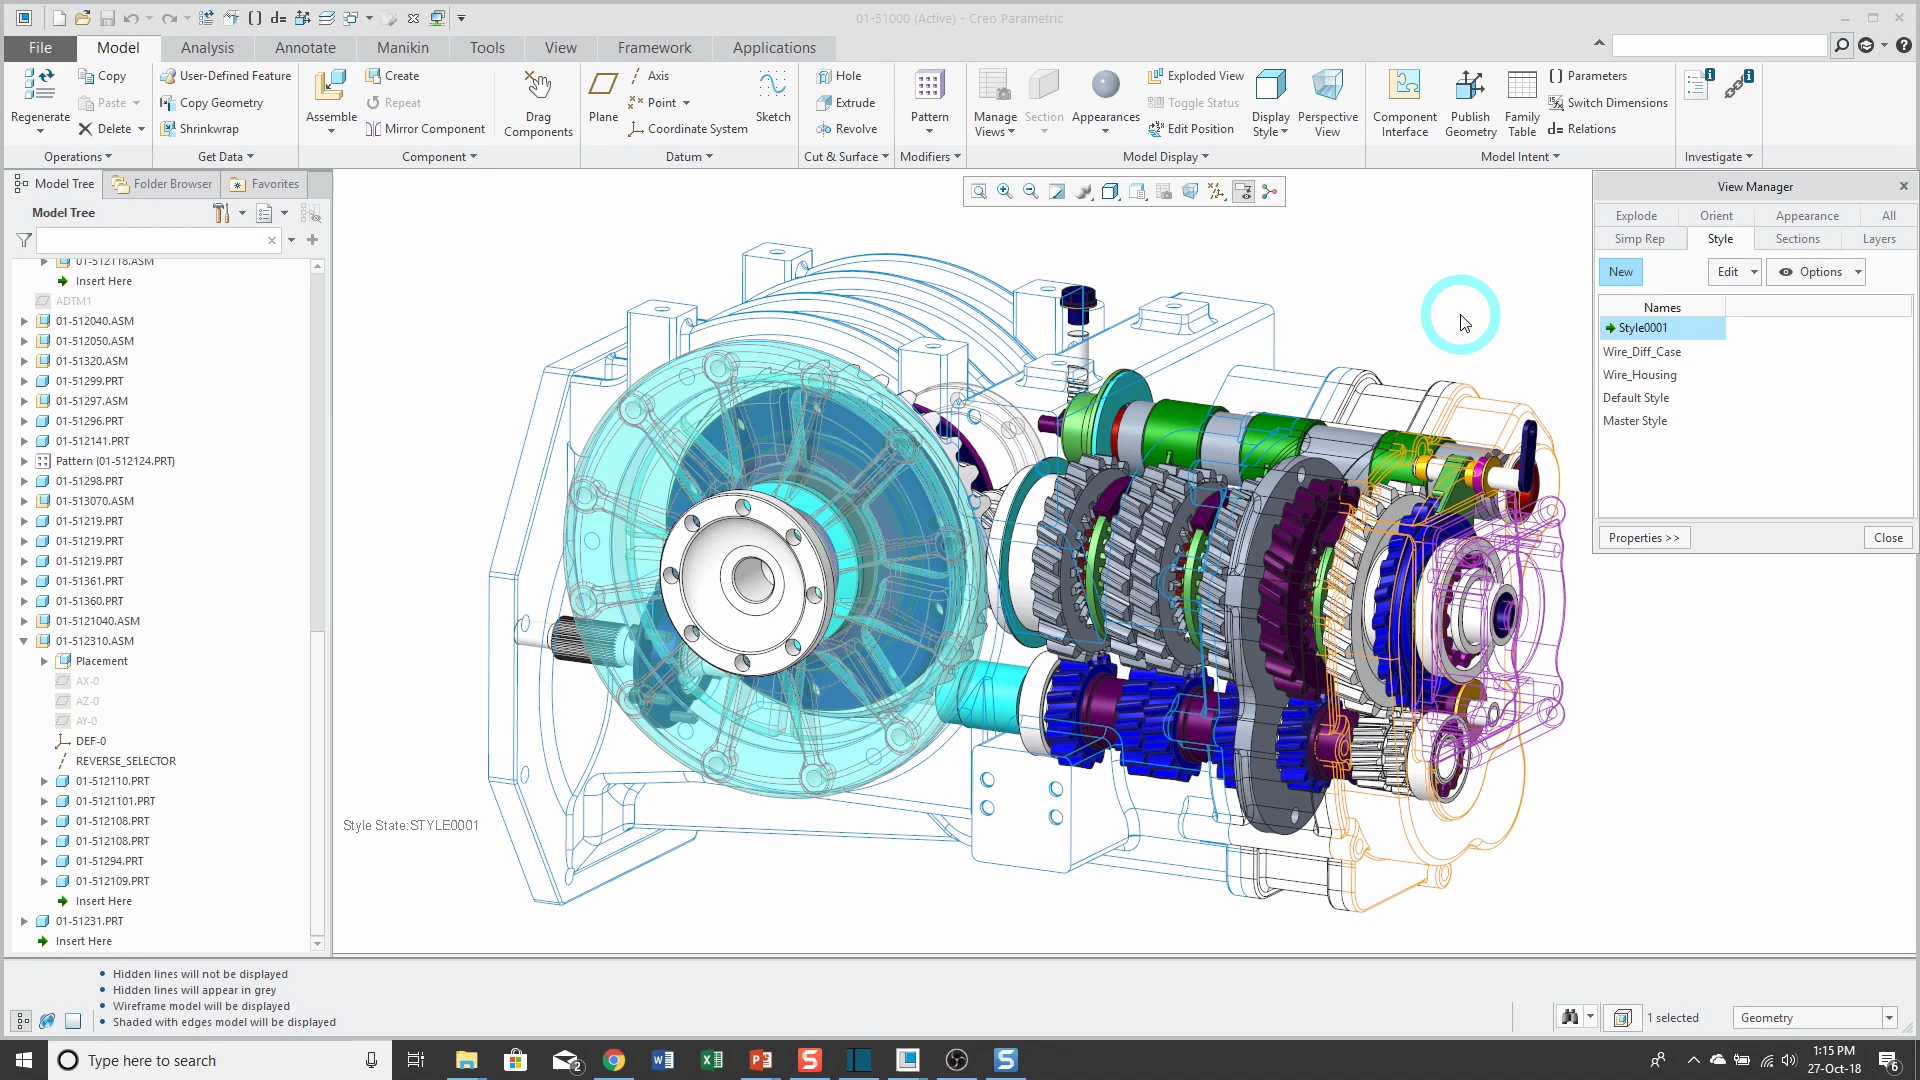 01-51000 (Active) - Creo Parametric
File Model Analysis Annotate Manikin Tools View Framework Applications
Regenerate
Copy
Paste
Delete
Operations
User-Defined Feature
Copy Geometry
Shrinkwrap
Get Data
Assemble
Create
Repeat
Mirror Component
Drag Components
Component
Plane
Axis
Point
Coordinate System
Sketch
Datum
Hole
Extrude
Revolve
Cut & Surface
Pattern
Modifiers
Manage Views
Section
Appearances
Exploded View
Toggle Status
Edit Position
Display Style
Perspective View
Model Display
Component Interface
Publish Geometry
Family Table
Parameters
Switch Dimensions
d= Relations
Model Intent
Investigate
Model Tree Folder Browser Favorites
Model Tree
01-512118.ASM
Insert Here
ADTM1
01-512040.ASM
01-512050.ASM
01-51320.ASM
01-51299.PRT
01-51297.ASM
01-51296.PRT
01-512141.PRT
Pattern (01-512124.PRT)
01-51298.PRT
01-513070.ASM
01-51219.PRT
01-51219.PRT
01-51219.PRT
01-51361.PRT
01-51360.PRT
01-5121040.ASM
01-512310.ASM
Placement
AX-0
AZ-0
AY-0
DEF-0
REVERSE_SELECTOR
01-512110.PRT
01-5121101.PRT
01-512108.PRT
01-512108.PRT
01-51294.PRT
01-512109.PRT
Insert Here
01-51231.PRT
Insert Here
Style State:STYLE0001
View Manager
Explode Orient Appearance All
Simp Rep Style Sections Layers
New Edit Options
Names
Style0001
Wire_Diff_Case
Wire_Housing
Default Style
Master Style
Properties >> Close
• Hidden lines will not be displayed
• Hidden lines will appear in grey
• Wireframe model will be displayed
• Shaded with edges model will be displayed
1 selected
Geometry
Type here to search
2
1:15 PM
27-Oct-18
6